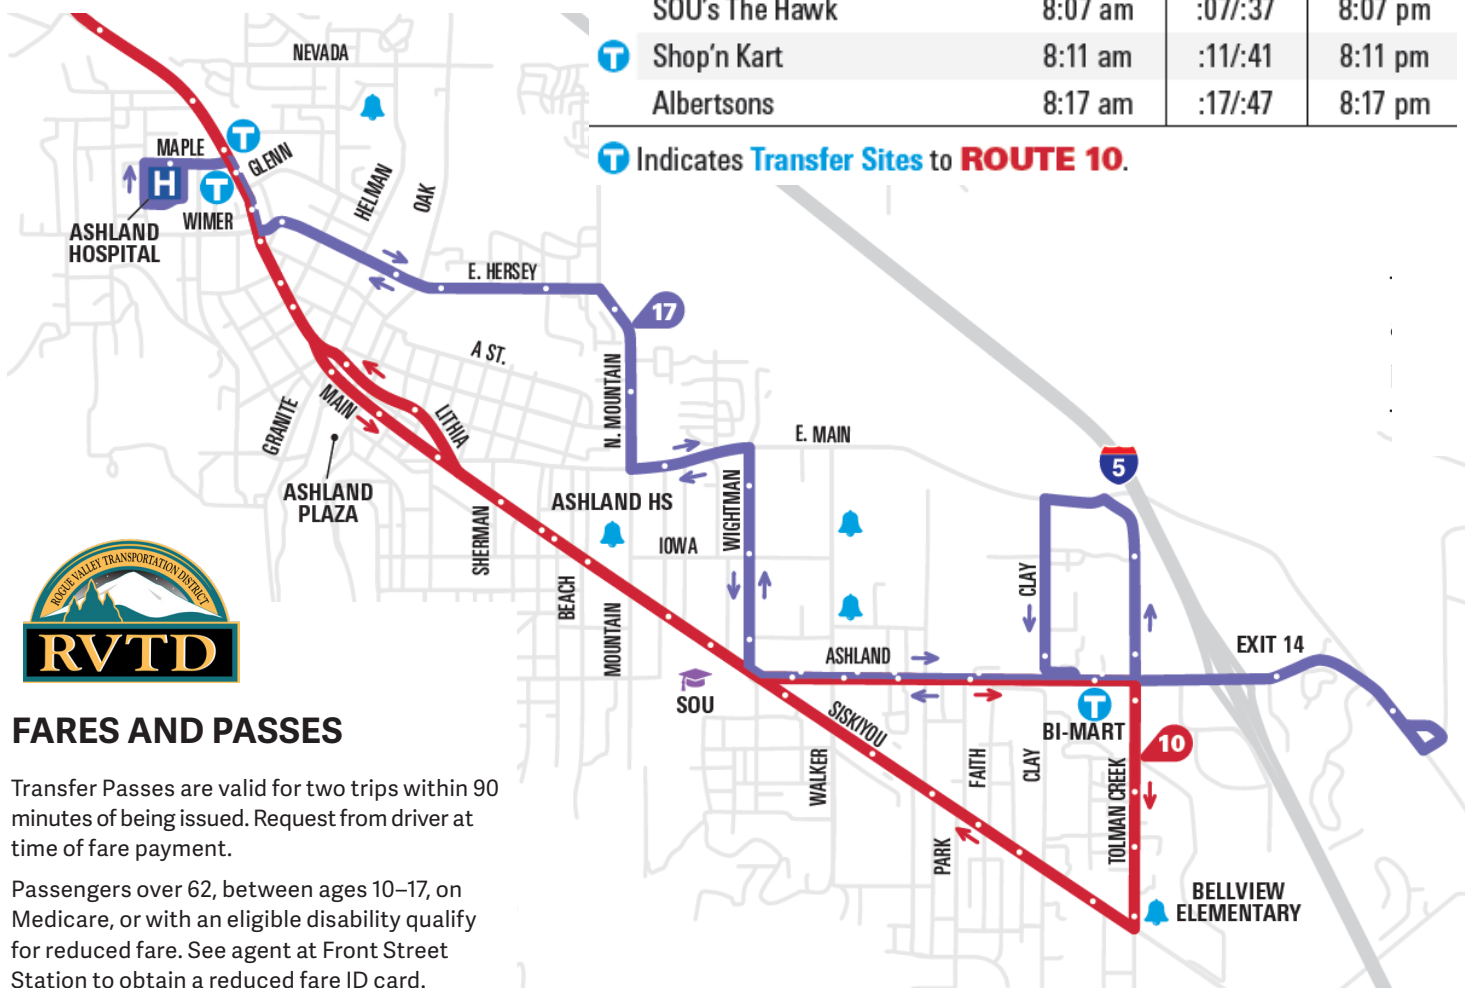 SOU's The Hawk 8:07 am :07/:37 8:07 pm
T Shop'n Kart 8:11 am :11/:41 8:11 pm
Albertsons 8:17 am :17/:47 8:17 pm
T Indicates Transfer Sites to ROUTE 10.
NEVADA
T
MAPLE
GLENN
H
T
HELMAN
OAK
WIMER
ASHLAND
HOSPITAL
E. HERSEY
17
A ST.
N. MOUNTAIN
GRANITE
MAIN
LITHIA
E. MAIN
5
ASHLAND
PLAZA
ASHLAND HS
WIGHTMAN
SHERMAN
IOWA
BEACH
MOUNTAIN
CLAY
ASHLAND
EXIT 14
SOU
T
BI-MART
SISKIYOU
10
WALKER
FAITH
CLAY
TOLMAN CREEK
PARK
BELLVIEW
ELEMENTARY
ROGUE VALLEY TRANSPORTATION DISTRICT
RVTD
FARES AND PASSES
Transfer Passes are valid for two trips within 90
minutes of being issued. Request from driver at
time of fare payment.
Passengers over 62, between ages 10–17, on
Medicare, or with an eligible disability qualify
for reduced fare. See agent at Front Street
Station to obtain a reduced fare ID card.